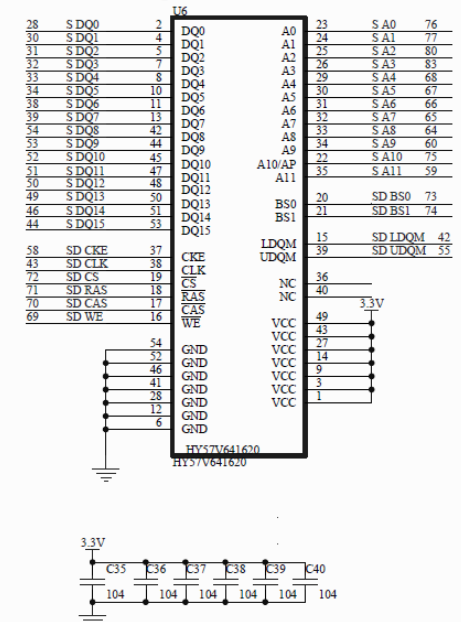 U6
28 S DQ0 2 DQ0 A0 23 S A0 76
30 S DQ1 4 DQ1 A1 24 S A1 77
31 S DQ2 5 DQ2 A2 25 S A2 80
32 S DQ3 7 DQ3 A3 26 S A3 83
33 S DQ4 8 DQ4 A4 29 S A4 68
34 S DQ5 10 DQ5 A5 30 S A5 67
38 S DQ6 11 DQ6 A6 31 S A6 66
39 S DQ7 13 DQ7 A7 32 S A7 65
54 S DQ8 42 DQ8 A8 33 S A8 64
53 S DQ9 44 DQ9 A9 34 S A9 60
52 S DQ10 45 DQ10 A10/AP 22 S A10 75
51 S DQ11 47 DQ11 A11 35 S A11 59
50 S DQ12 48 DQ12
49 S DQ13 50 DQ13 BS0 20 SD BS0 73
46 S DQ14 51 DQ14 BS1 21 SD BS1 74
44 S DQ15 53 DQ15
LDQM 15 SD LDQM 42
58 SD CKE 37 CKE UDQM 39 SD UDQM 55
43 SD CLK 38 CLK
72 SD CS 19 CS NC 36
71 SD RAS 18 RAS NC 40
70 SD CAS 17 CAS 3.3V
69 SD WE 16 WE VCC 49
VCC 43
54 GND VCC 27
52 GND VCC 14
46 GND VCC 9
41 GND VCC 3
28 GND VCC 1
12 GND
6 GND
HY57V641620
HY57V641620
3.3V
C35 C36 C37 C38 C39 C40
104 104 104 104 104 104